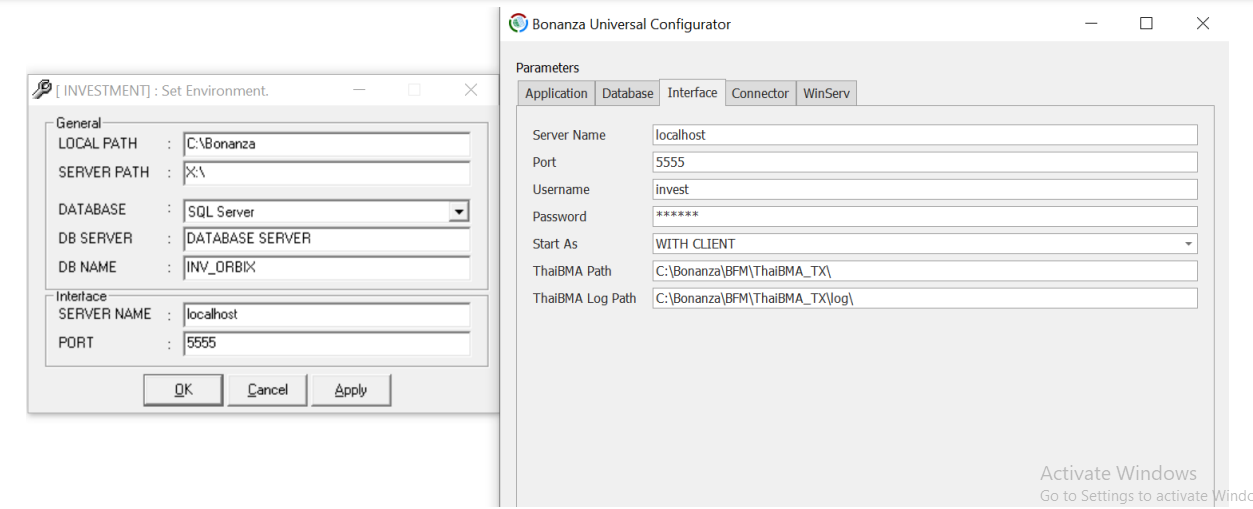 [ INVESTMENT] : Set Environment.
General
LOCAL PATH : C:\Bonanza
SERVER PATH : X:\
DATABASE : SQL Server
DB SERVER : DATABASE SERVER
DB NAME : INV_ORBIX
Interface
SERVER NAME : localhost
PORT : 5555
OK Cancel Apply
Bonanza Universal Configurator
Parameters
Application Database Interface Connector WinServ
Server Name localhost
Port 5555
Username invest
Password ******
Start As WITH CLIENT
ThaiBMA Path C:\Bonanza\BFM\ThaiBMA_TX\
ThaiBMA Log Path C:\Bonanza\BFM\ThaiBMA_TX\log\
Activate Windows
Go to Settings to activate Windo